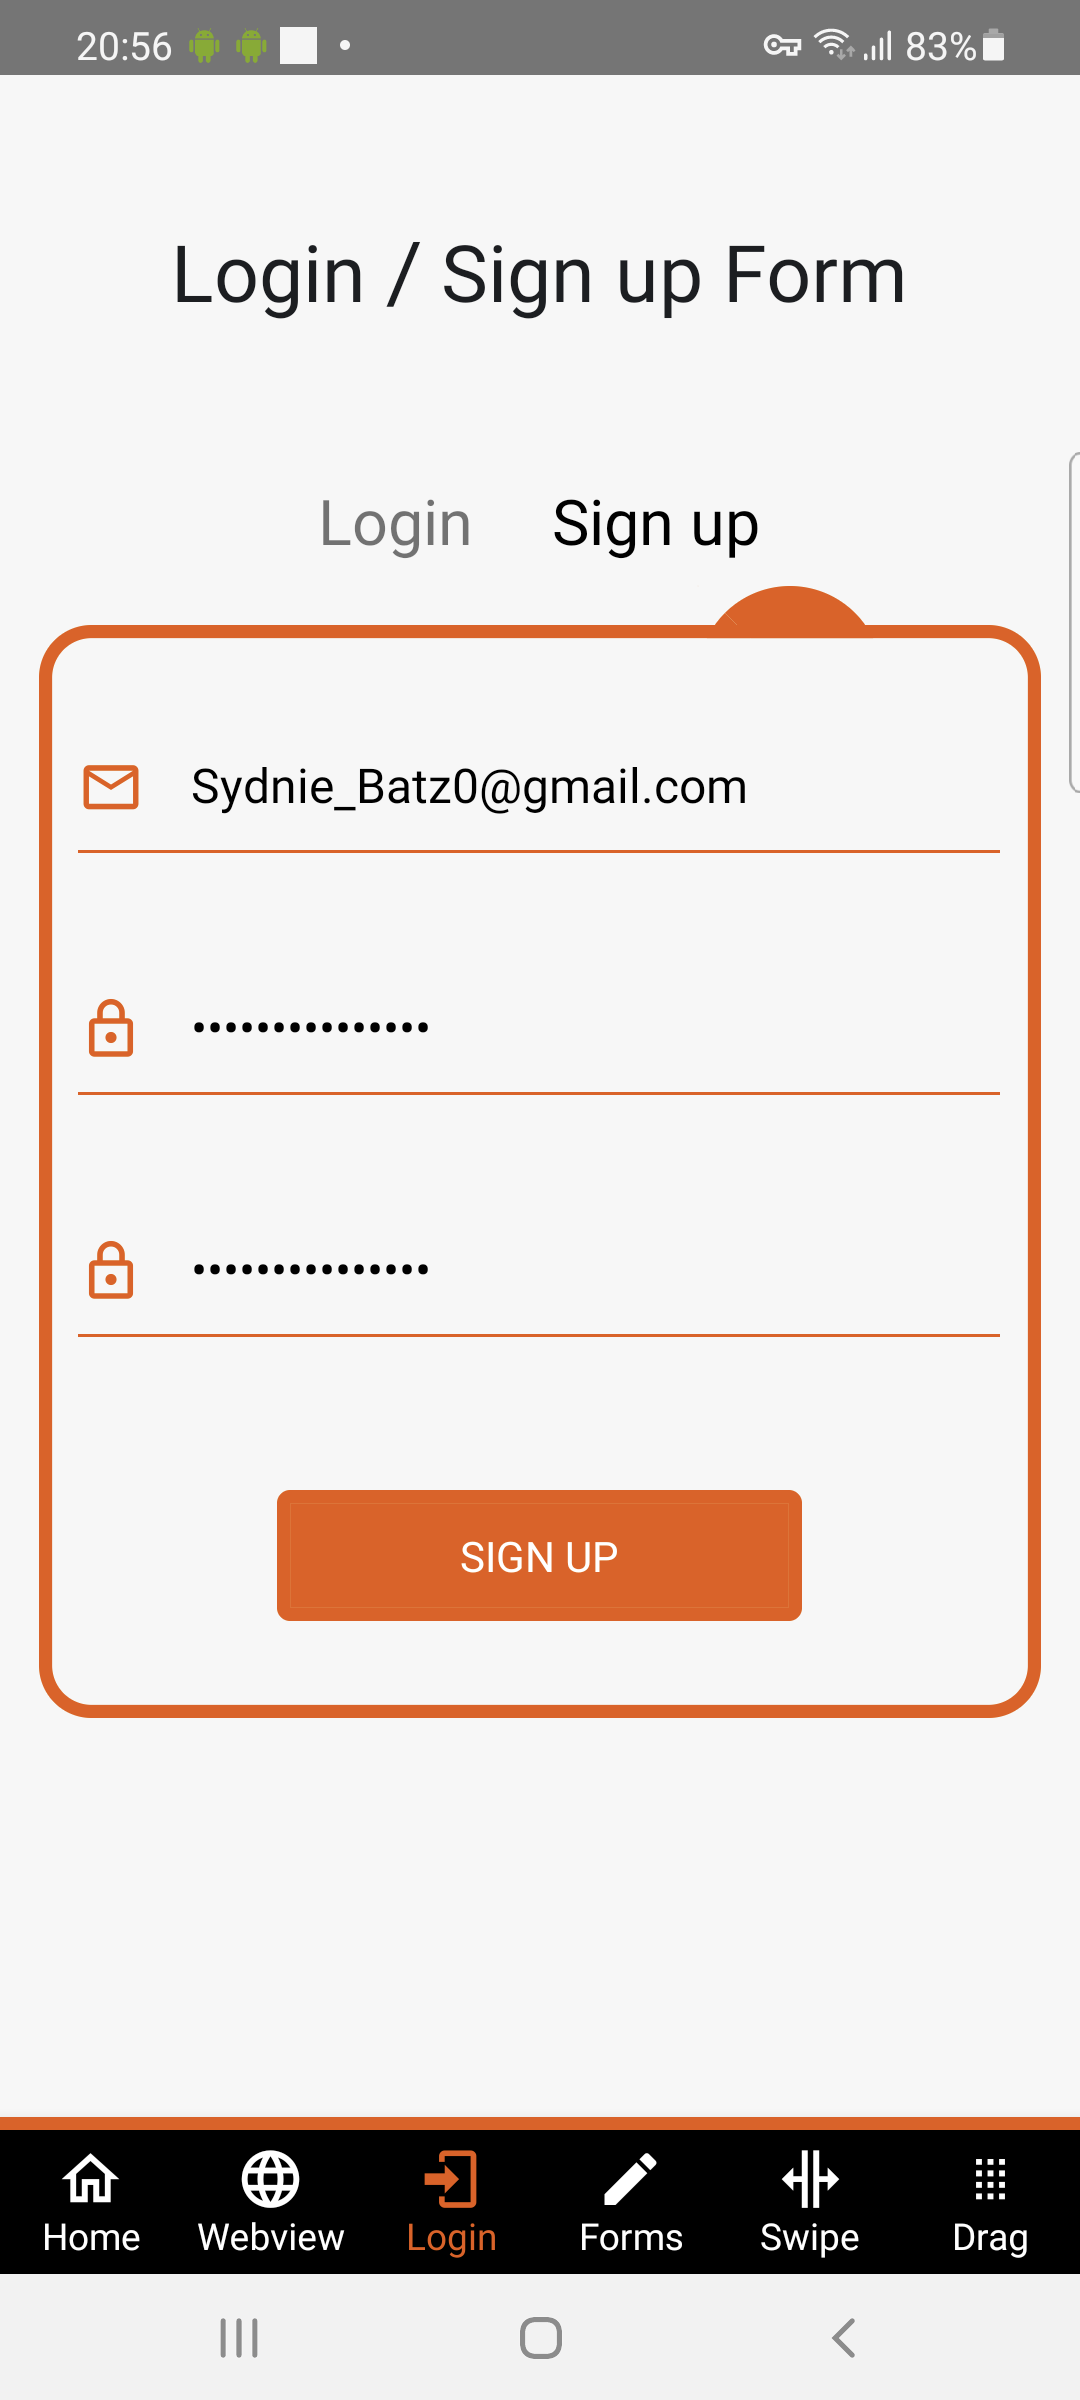 20:56 83%
Login / Sign up Form
Login Sign up
Sydnie_Batz0@gmail.com
•••••••••••••••
•••••••••••••••
SIGN UP
Home Webview Login Forms Swipe Drag